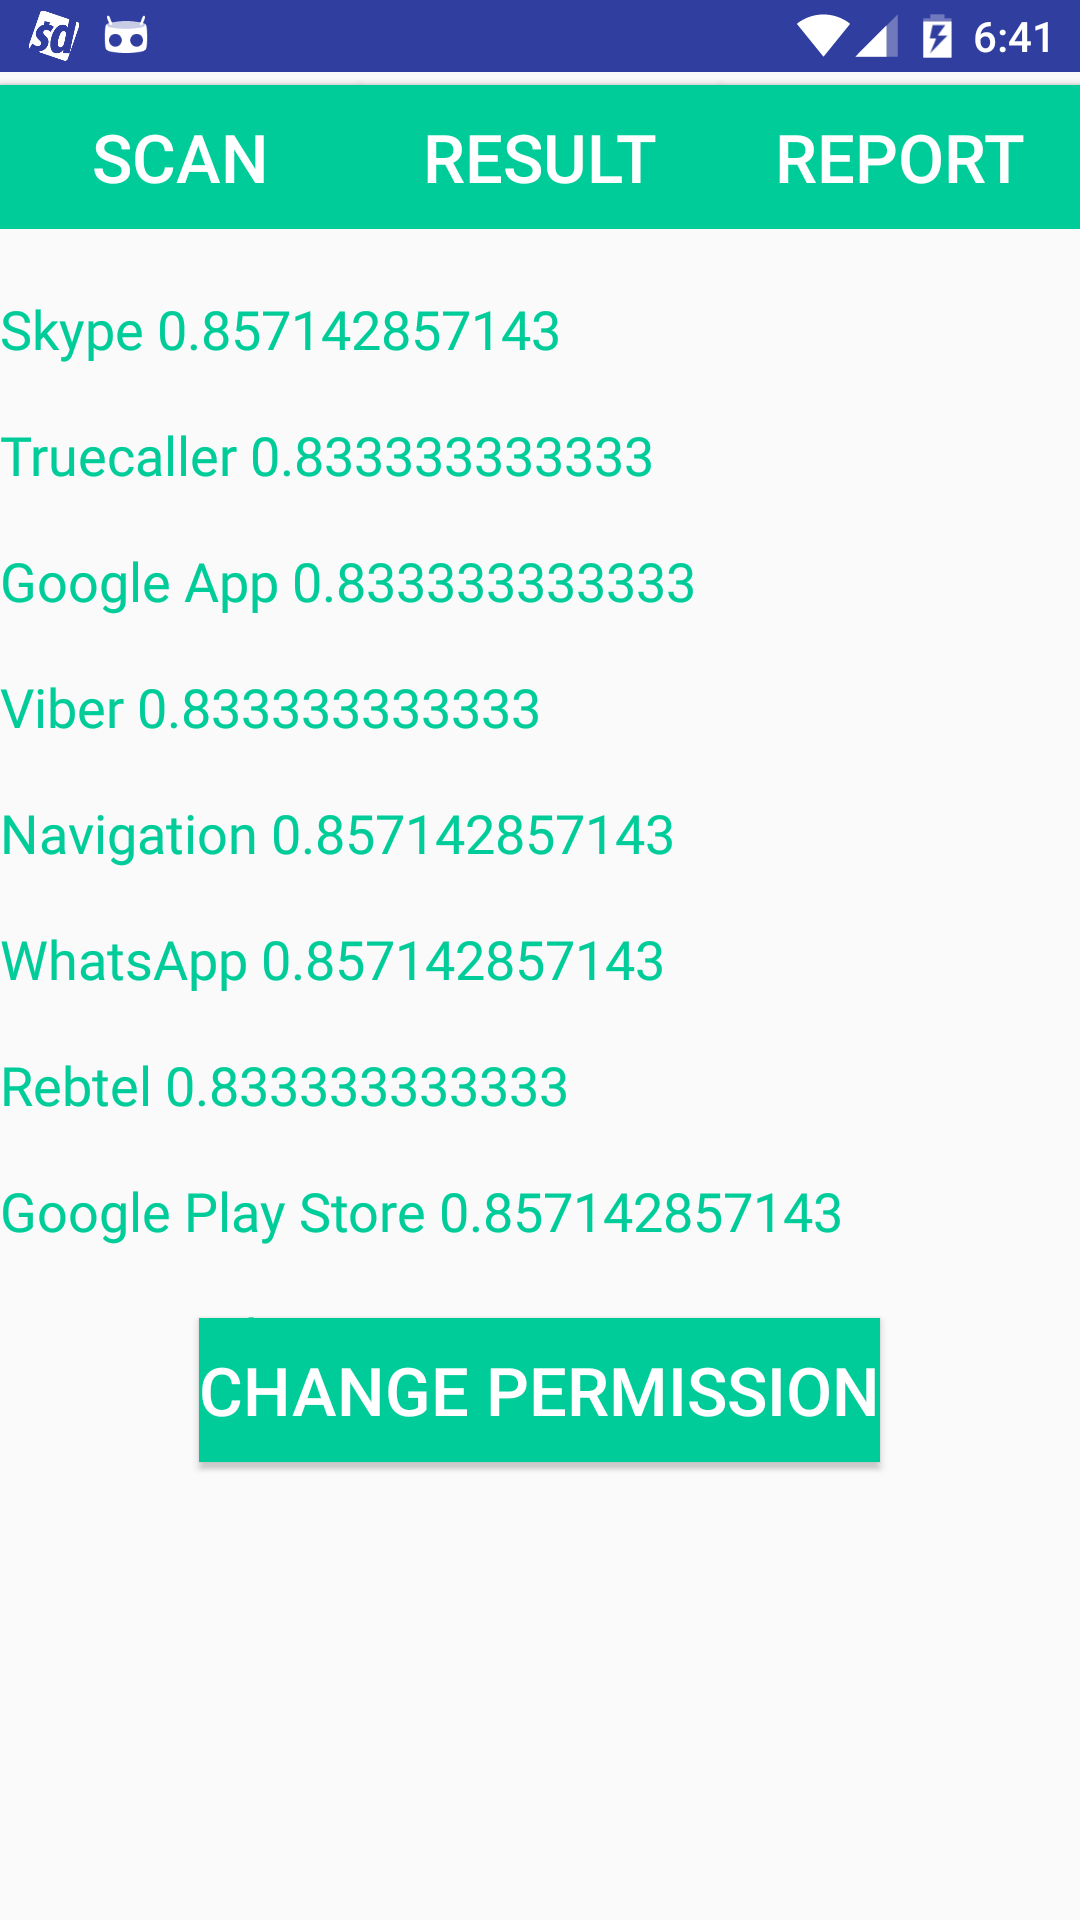 sd 6:41
SCAN RESULT REPORT
Skype 0.857142857143
Truecaller 0.833333333333
Google App 0.833333333333
Viber 0.833333333333
Navigation 0.857142857143
WhatsApp 0.857142857143
Rebtel 0.833333333333
Google Play Store 0.857142857143
CHANGE PERMISSION